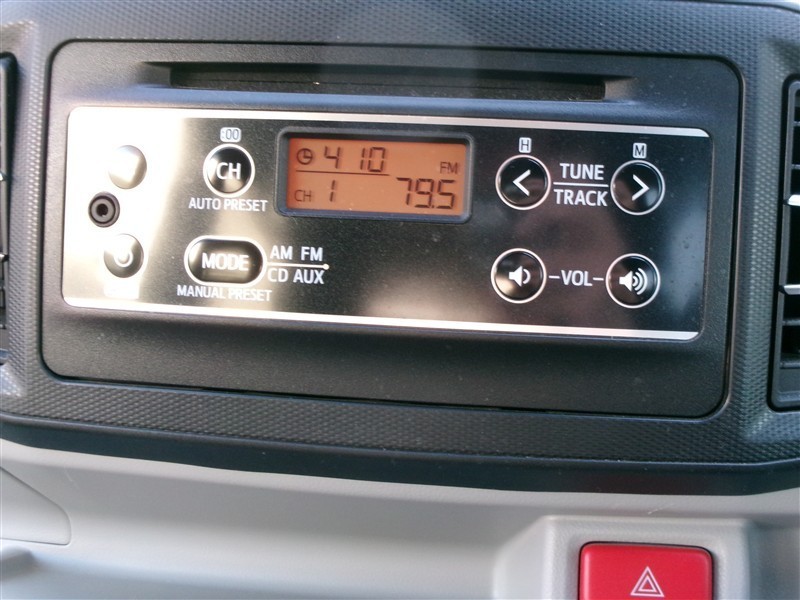 :00
CH
AUTO PRESET
MODE
AM FM
CD AUX
MANUAL PRESET
4 10
FM
CH 1 79.5
H
M
< TUNE >
TRACK
-VOL-